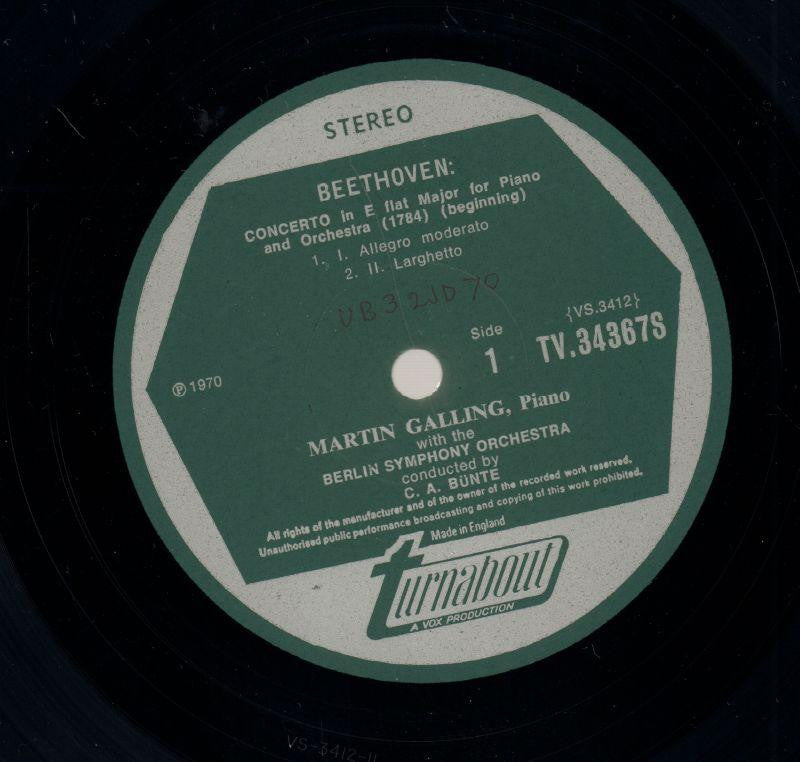 STEREO
BEETHOVEN:
CONCERTO in E flat Major for Piano
and Orchestra (1784) (beginning)
1. I. Allegro moderato
2. II. Larghetto
UB32JD70
{VS.3412}
Side
1
TV.34367S
Ⓟ1970
MARTIN GALLING, Piano
with the
BERLIN SYMPHONY ORCHESTRA
conducted by
C. A. BÜNTE
All rights of the manufacturer and of the owner of the recorded work reserved.
Unauthorised public performance broadcasting and copying of this work prohibited.
Made in England
turnabout
A VOX PRODUCTION
VS-3412-11